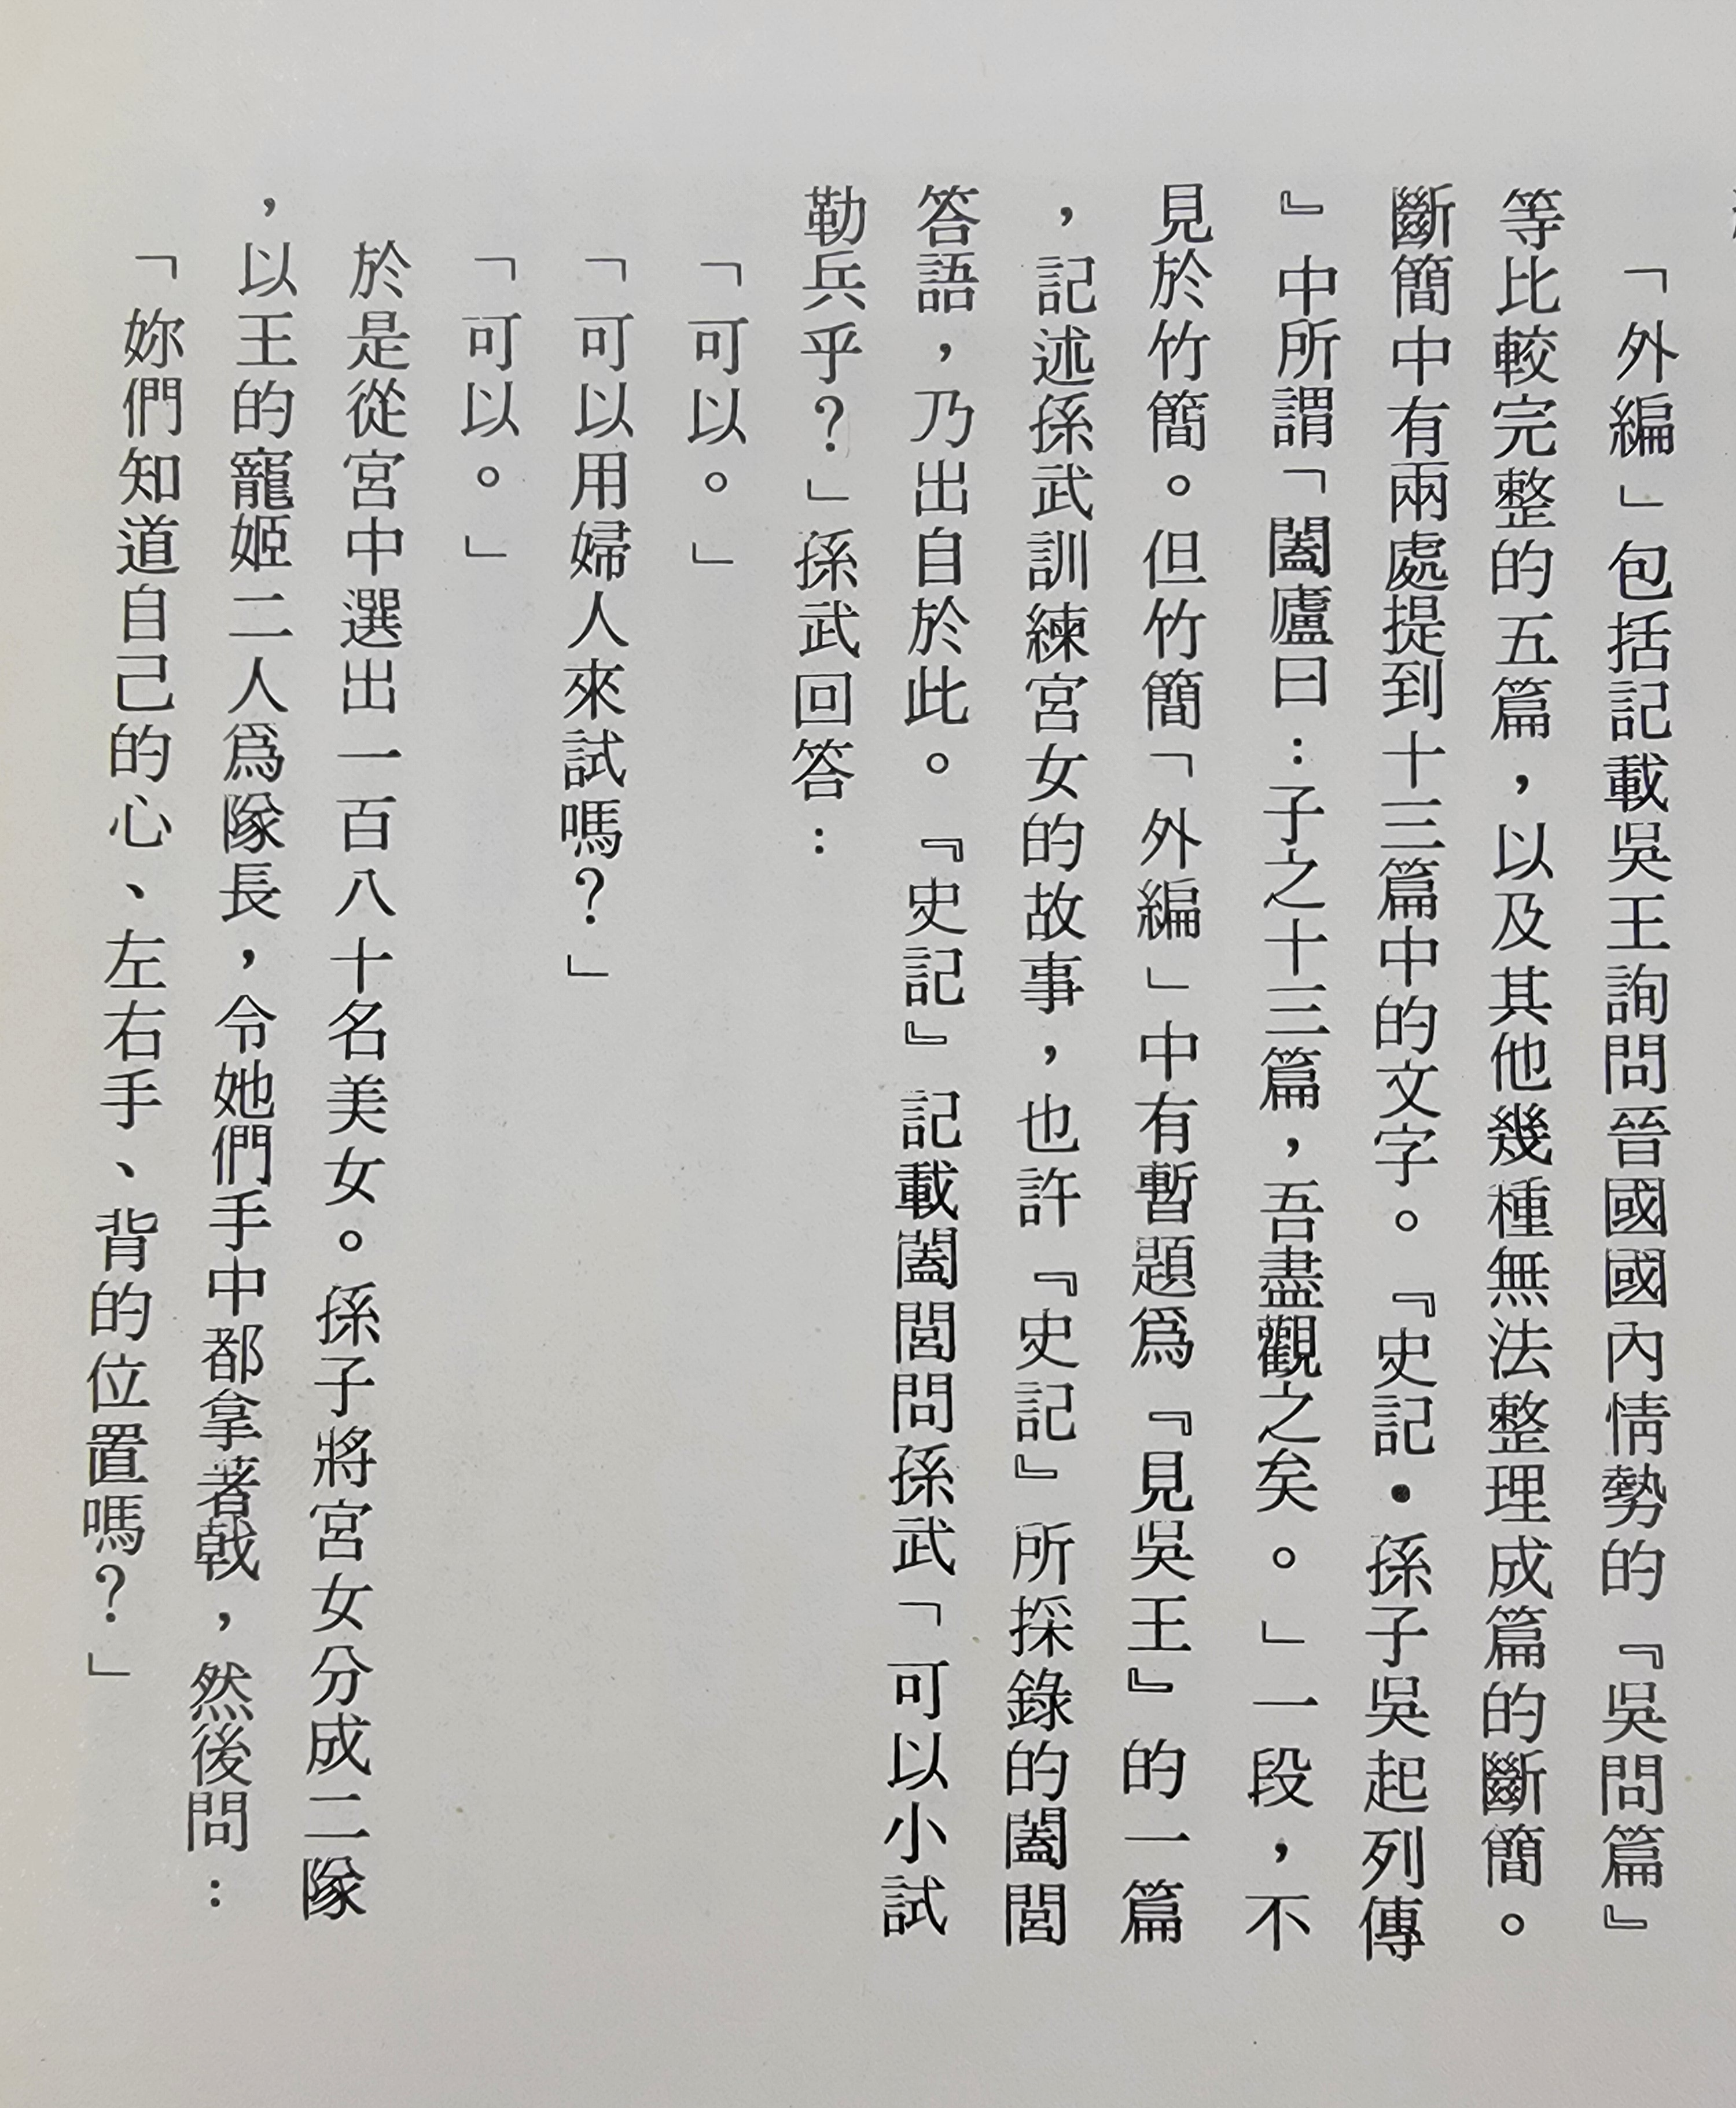 「外編」包括記載吳王詢問晉國國內情勢的『吳問篇』
等比較完整的五篇，以及其他幾種無法整理成篇的斷簡。
斷簡中有兩處提到十三篇中的文字。『史記•孫子吳起列傳
』中所謂「闔廬曰：子之十三篇，吾盡觀之矣。」一段，不
見於竹簡。但竹簡「外編」中有暫題爲『見吳王』的一篇
，記述孫武訓練宮女的故事，也許『史記』所採錄的闔閭
答語，乃出自於此。『史記』記載闔閭問孫武「可以小試
勒兵乎？」孫武回答：
「可以。」
「可以用婦人來試嗎？」
「可以。」
於是從宮中選出一百八十名美女。孫子將宮女分成二隊
，以王的寵姬二人爲隊長，令她們手中都拿著戟，然後問：
「妳們知道自己的心、左右手、背的位置嗎？」